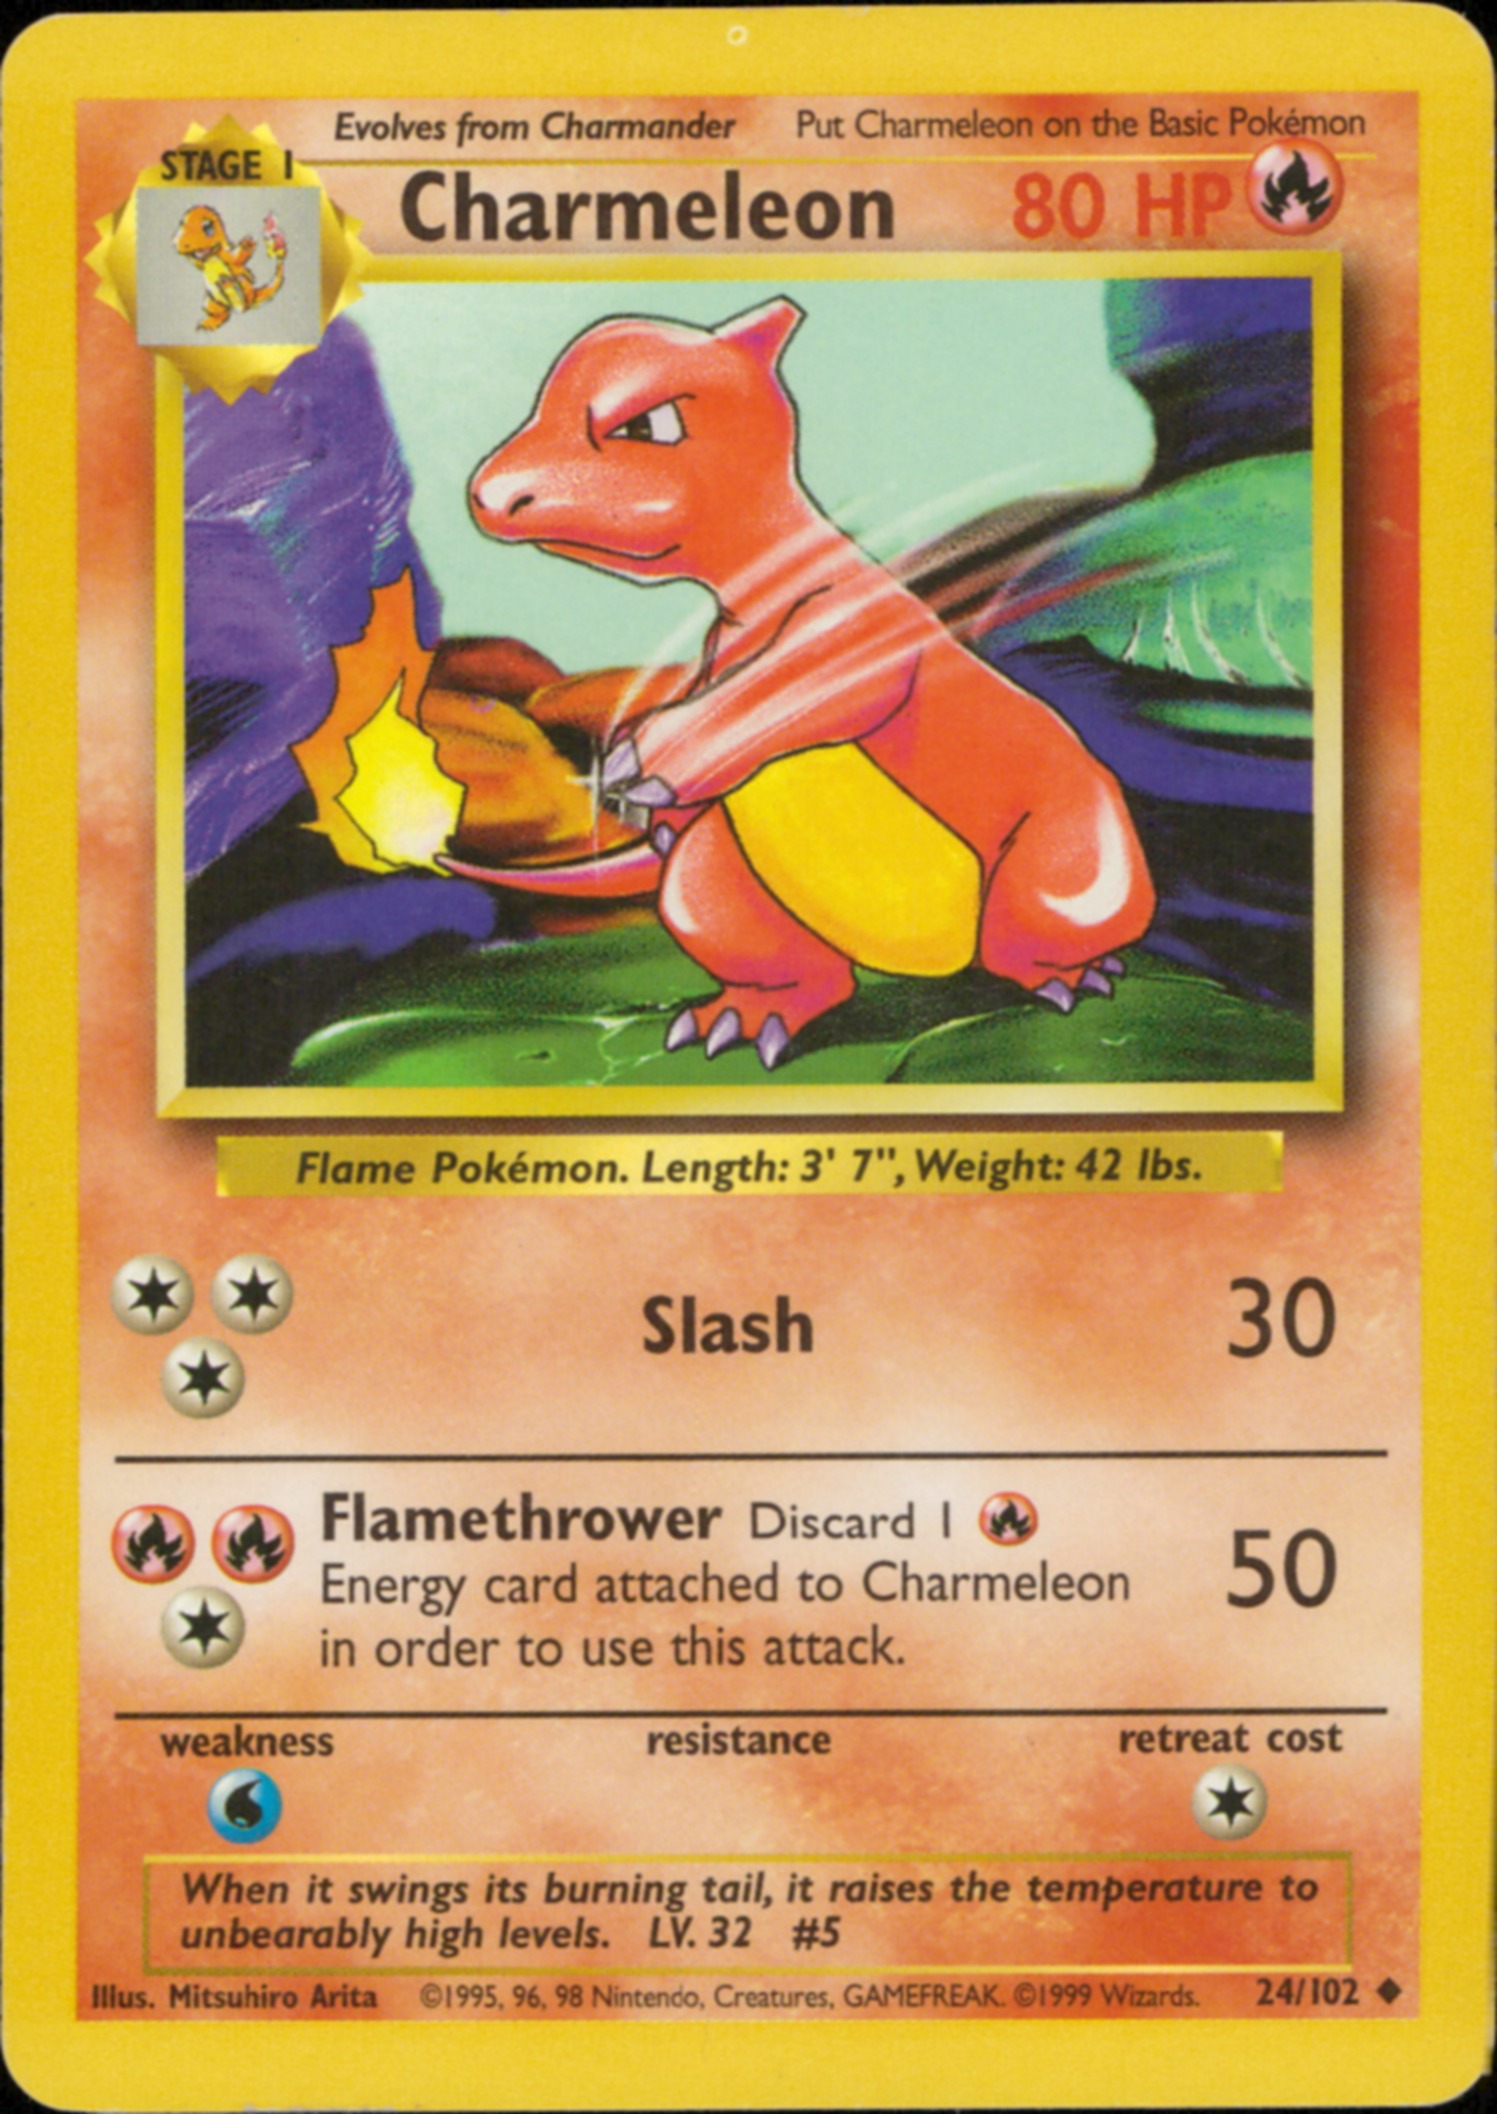 Evolves from Charmander Put Charmeleon on the Basic Pokémon
STAGE 1
Charmeleon 80 HP
Flame Pokémon. Length: 3' 7", Weight: 42 lbs.
Slash 30
Flamethrower Discard 1
Energy card attached to Charmeleon 50
in order to use this attack.
weakness resistance retreat cost
When it swings its burning tail, it raises the temperature to
unbearably high levels. LV. 32 #5
Illus. Mitsuhiro Arita ©1995, 96, 98 Nintendo, Creatures, GAMEFREAK. ©1999 Wizards. 24/102